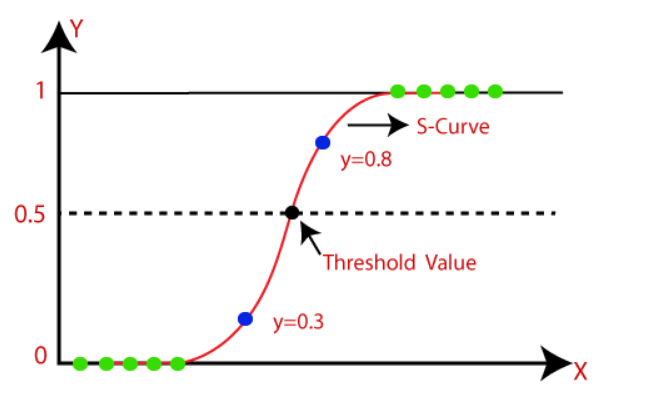 Y
1
S-Curve
y=0.8
0.5
Threshold Value
y=0.3
0
X